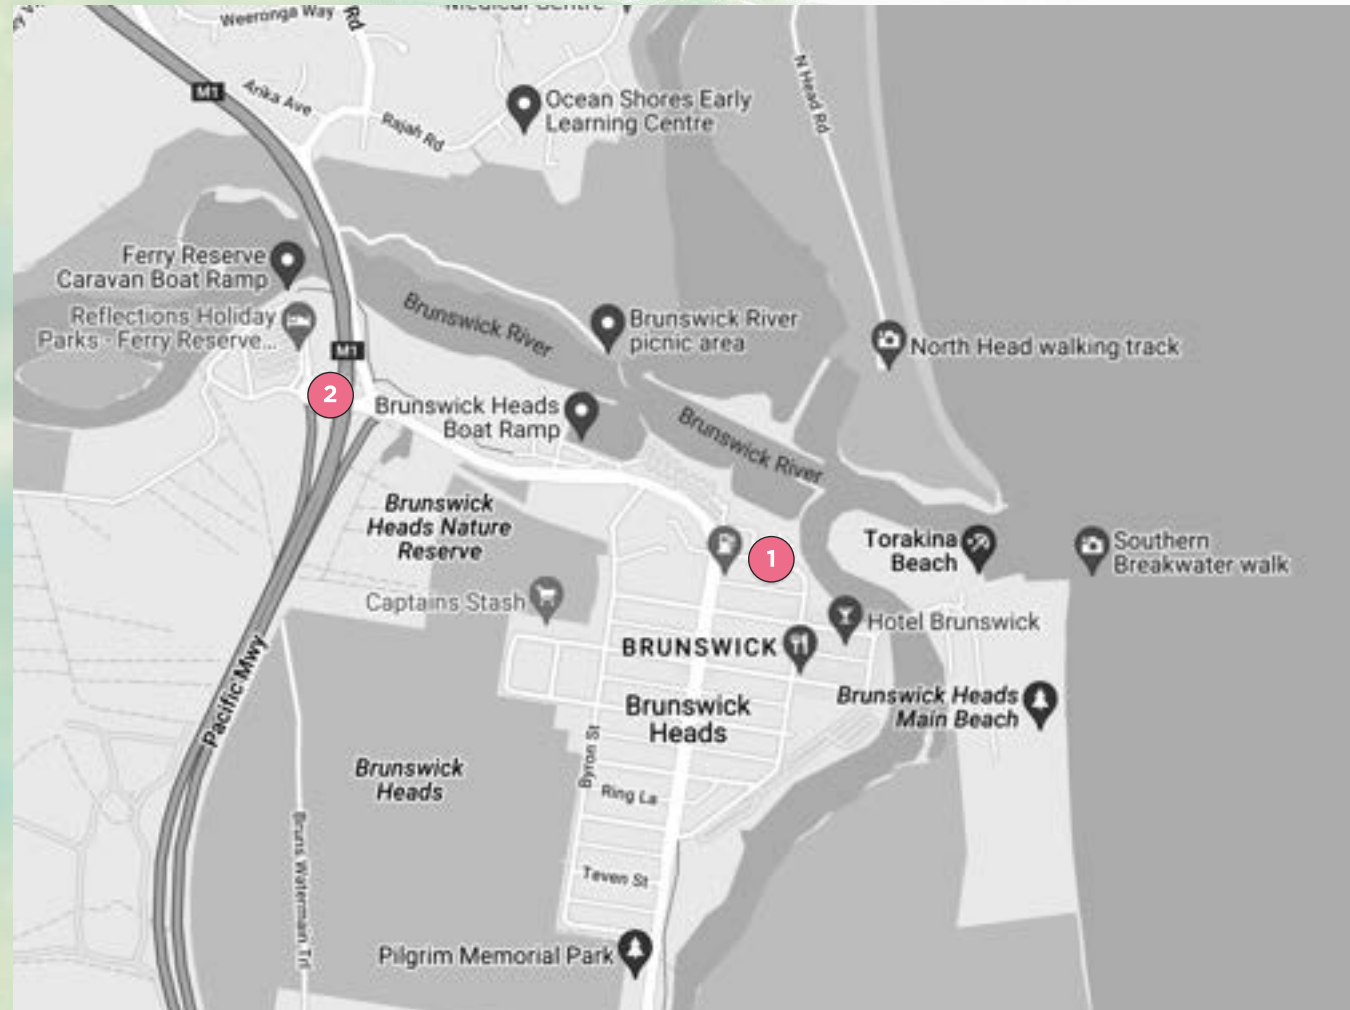 Weeronga Way
Rd
Rd
M1
Arika Ave
Rajah Rd
N Head Rd
Ocean Shores Early
Learning Centre
Ferry Reserve
Caravan Boat Ramp
Reflections Holiday
Parks - Ferry Reserve...
Brunswick River
Brunswick River
picnic area
North Head walking track
M1
2
Brunswick Heads
Boat Ramp
Brunswick River
Brunswick
Heads Nature
Reserve
1
Torakina
Beach
Southern
Breakwater walk
Captains Stash
Hotel Brunswick
BRUNSWICK
Brunswick
Heads
Brunswick Heads
Main Beach
Pacific Mwy
Byron St
Brunswick
Heads
Ring La
Bruns Watermain Trl
Teven St
Pilgrim Memorial Park